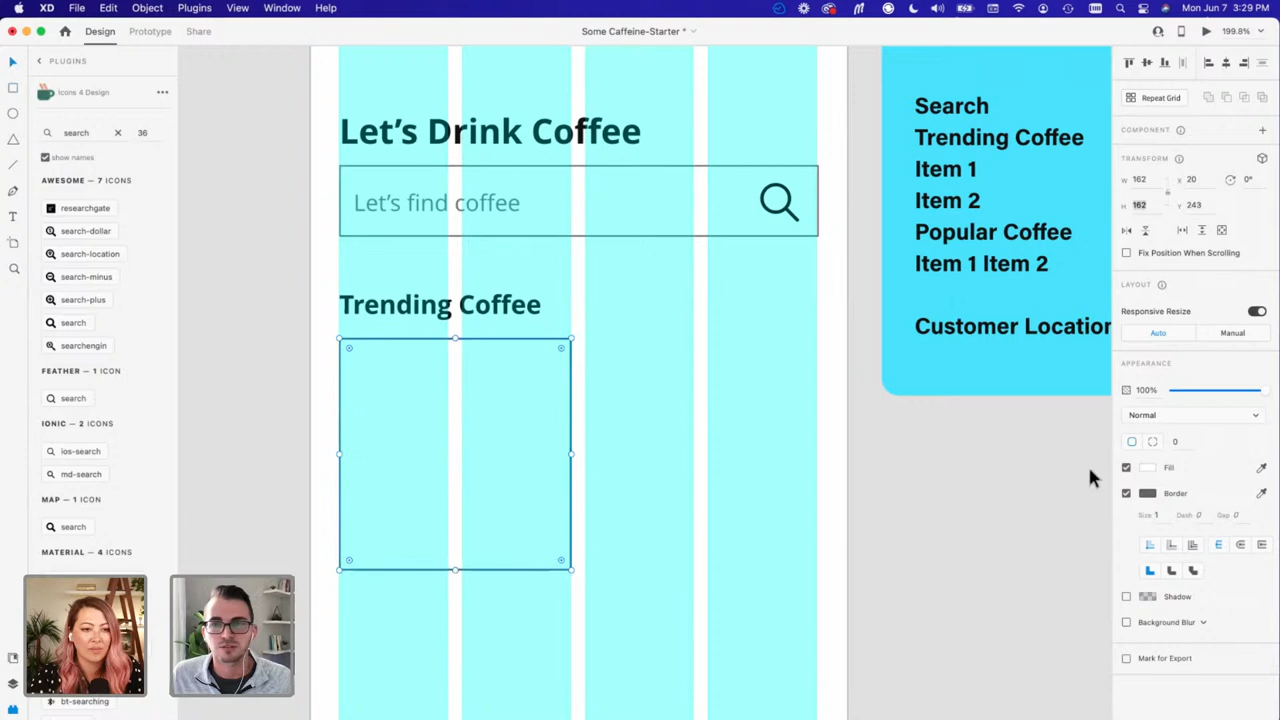 XD File Edit Object Plugins View Window Help
Mon Jun 7 3:29 PM
Design Prototype Share
Some Caffeine-Starter *
199.8%
PLUGINS
Icons 4 Design
search 36
show names
AWESOME — 7 ICONS
researchgate
search-dollar
search-location
search-minus
search-plus
search
searchengin
FEATHER — 1 ICON
search
IONIC — 2 ICONS
ios-search
md-search
MAP — 1 ICON
search
MATERIAL — 4 ICONS
bt-searching
Let’s Drink Coffee
Let’s find coffee
Trending Coffee
Search
Trending Coffee
Item 1
Item 2
Popular Coffee
Item 1 Item 2
Customer Location
Repeat Grid
COMPONENT
TRANSFORM
W 162 X 20 0°
H 162 Y 243
Fix Position When Scrolling
LAYOUT
Responsive Resize
Auto Manual
APPEARANCE
100%
Normal
0
Fill
Border
Size 1 Dash 0 Gap 0
Shadow
Background Blur
Mark for Export